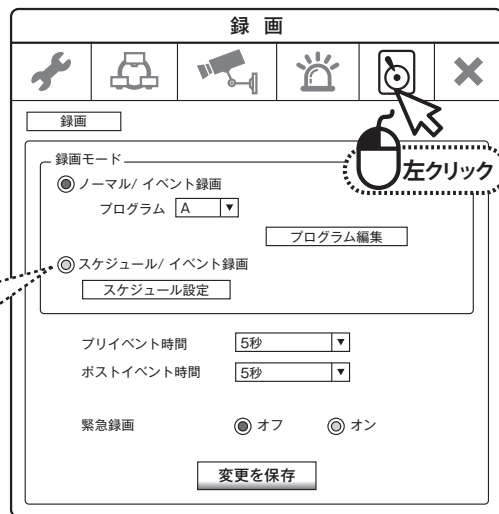 録 画
録画
左クリック
録画モード
ノーマル/ イベント録画
プログラム A ▼
プログラム編集
スケジュール/ イベント録画
スケジュール設定
プリイベント時間 5秒 ▼
ポストイベント時間 5秒 ▼
緊急録画 オフ オン
変更を保存